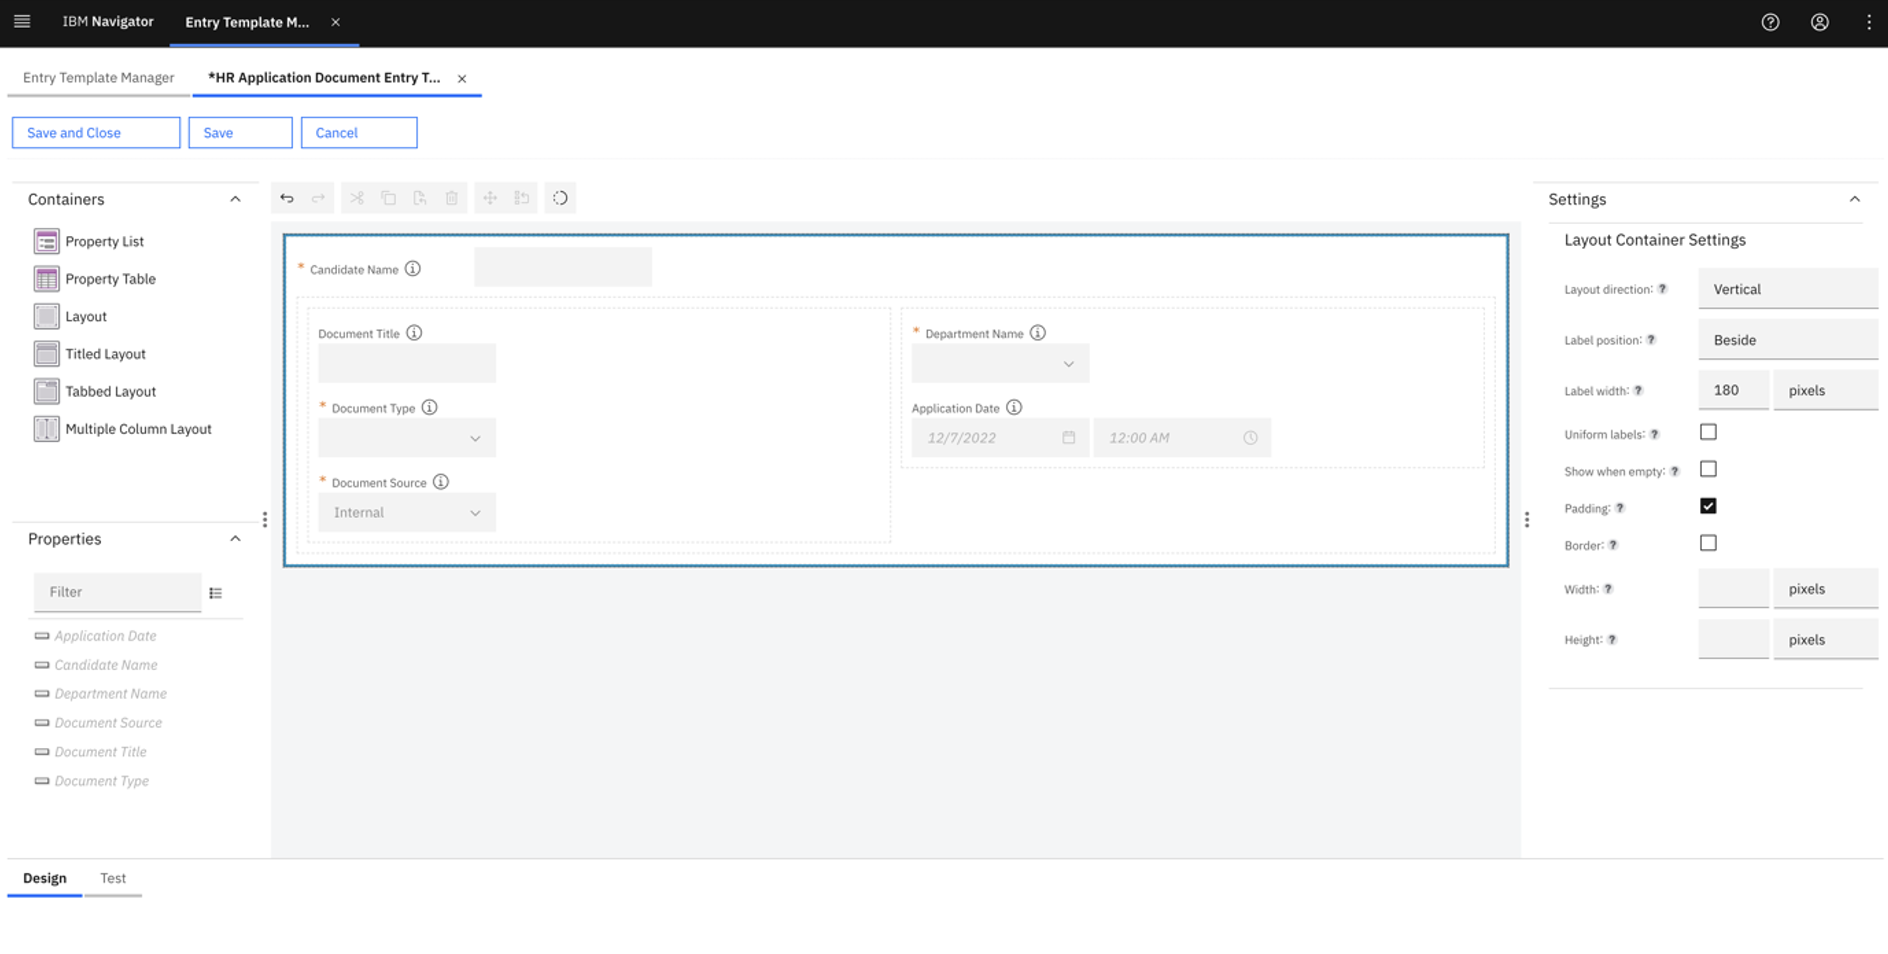 IBM Navigator
Entry Template M...
Entry Template Manager
*HR Application Document Entry T...
Save and Close
Save
Cancel
Containers
Property List
Property Table
Layout
Titled Layout
Tabbed Layout
Multiple Column Layout
Properties
Filter
Application Date
Candidate Name
Department Name
Document Source
Document Title
Document Type
* Candidate Name
Document Title
* Document Type
* Document Source
Internal
* Department Name
Application Date
12/7/2022
12:00 AM
Settings
Layout Container Settings
Layout direction: ? Vertical
Label position: ? Beside
Label width: ? 180 pixels
Uniform labels: ?
Show when empty: ?
Padding: ?
Border: ?
Width: ? pixels
Height: ? pixels
Design
Test